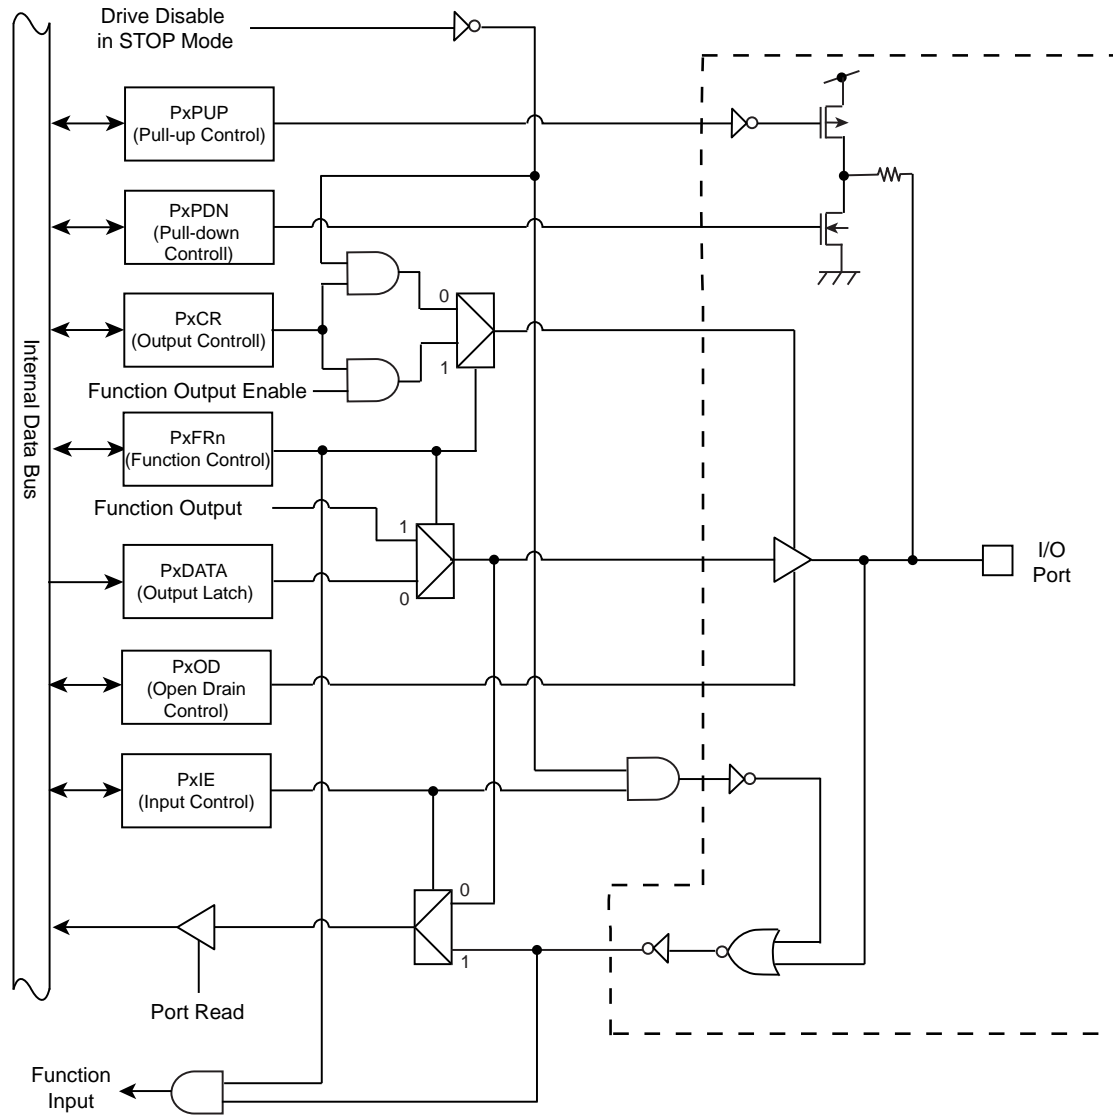 Drive Disable
in STOP Mode
PxPUP
(Pull-up Control)
PxPDN
(Pull-down
Controll)
0
PxCR
(Output Controll)
Internal Data Bus
1
Function Output Enable
PxFRn
(Function Control)
Function Output
1
PxDATA
(Output Latch)
0
I/O
Port
PxOD
(Open Drain
Control)
PxIE
(Input Control)
0
1
Port Read
Function
Input